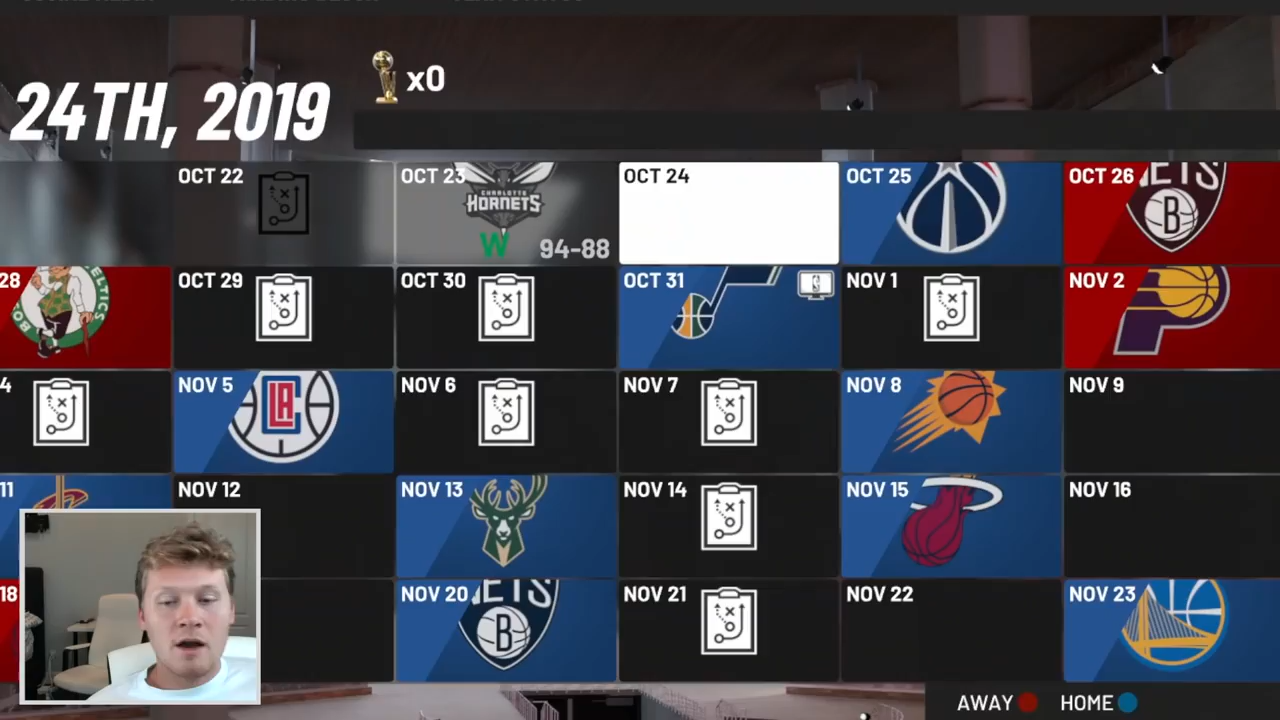 x0
24TH, 2019
OCT 22
OCT 23
CHARLOTTE
HORNETS
W 94-88
OCT 24
OCT 25
OCT 26
B
28
OCT 29
OCT 30
OCT 31
NOV 1
NOV 2
4
NOV 5
LAC
NOV 6
NOV 7
NOV 8
NOV 9
11
NOV 12
NOV 13
NOV 14
NOV 15
NOV 16
18
NOV 20
ETS
B
NOV 21
NOV 22
NOV 23
AWAY HOME